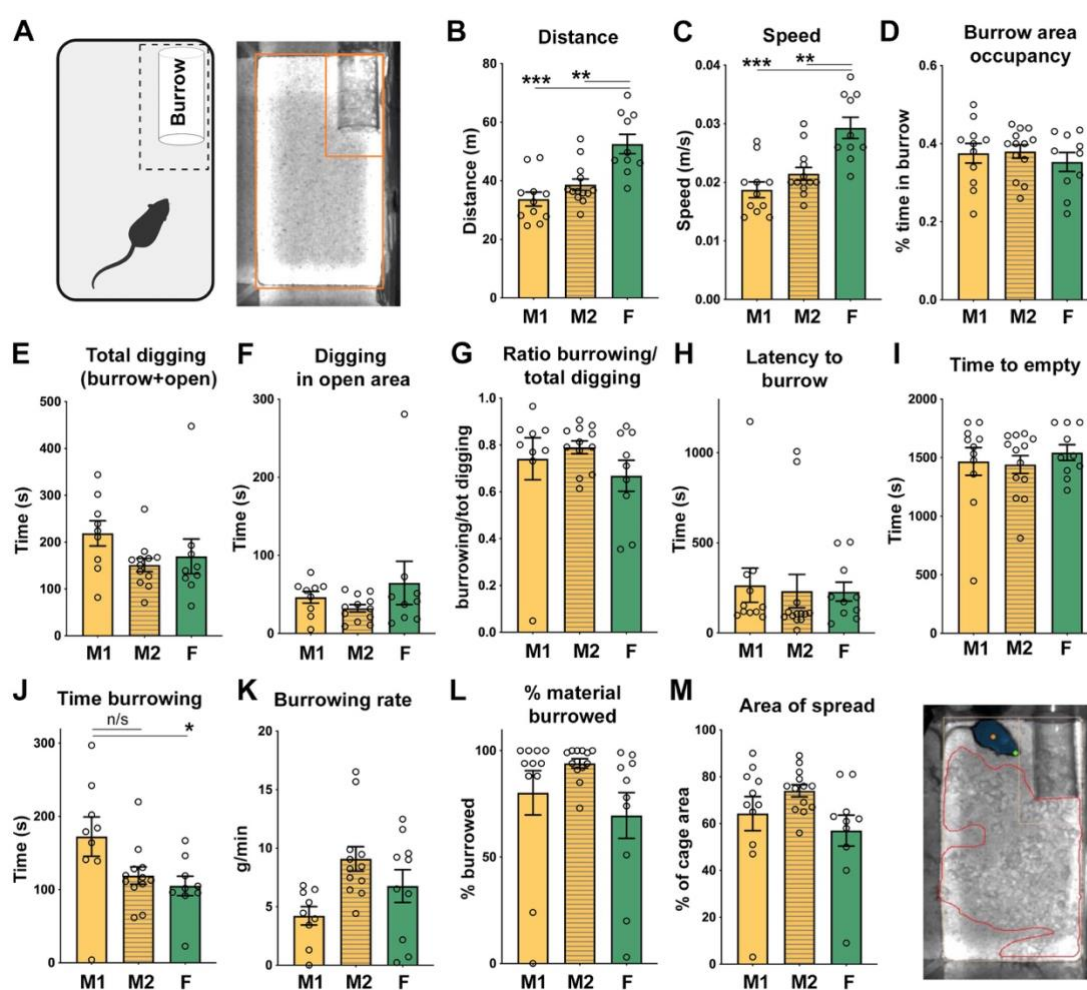 A
Burrow
B
Distance
***
**
Distance (m)
80
60
40
20
0
M1 M2 F
C
Speed
***
**
Speed (m/s)
0.04
0.03
0.02
0.01
0.00
M1 M2 F
D
Burrow area
occupancy
% time in burrow
0.6
0.4
0.2
0.0
M1 M2 F
E
Total digging
(burrow+open)
Time (s)
500
400
300
200
100
0
M1 M2 F
F
Digging
in open area
Time (s)
300
200
100
0
M1 M2 F
G
Ratio burrowing/
total digging
burrowing/tot digging
1.0
0.8
0.6
0.4
0.2
0.0
M1 M2 F
H
Latency to
burrow
Time (s)
1000
500
0
M1 M2 F
I
Time to empty
Time (s)
2000
1500
1000
500
0
M1 M2 F
J
Time burrowing
n/s
*
Time (s)
300
200
100
0
M1 M2 F
K
Burrowing rate
g/min
20
15
10
5
0
M1 M2 F
L
% material
burrowed
% burrowed
100
50
0
M1 M2 F
M
Area of spread
% of cage area
100
80
60
40
20
0
M1 M2 F